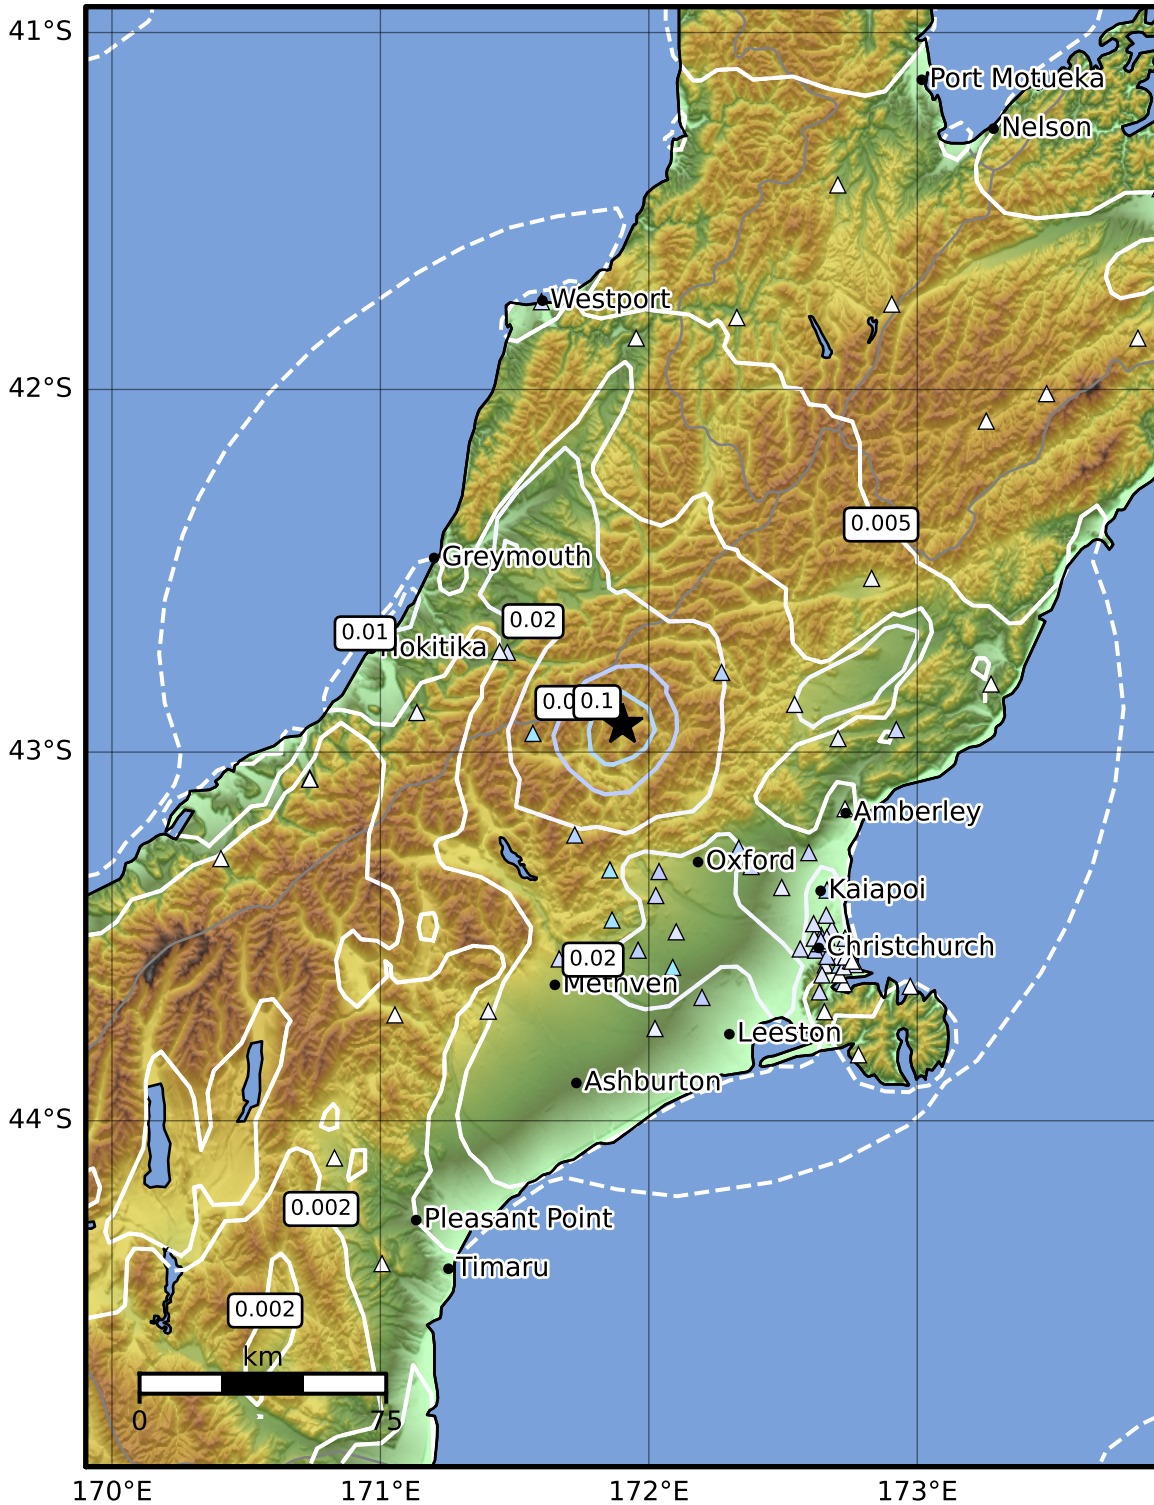 41°S
Port Motueka
Nelson
Westport
42°S
0.005
Greymouth
0.02
0.01
Hokitika
0.0
0.1
43°S
Amberley
Oxford
Kaiapoi
Christchurch
0.02
Methven
Leeston
Ashburton
44°S
0.002
Pleasant Point
Timaru
0.002
km
0
75
170°E
171°E
172°E
173°E